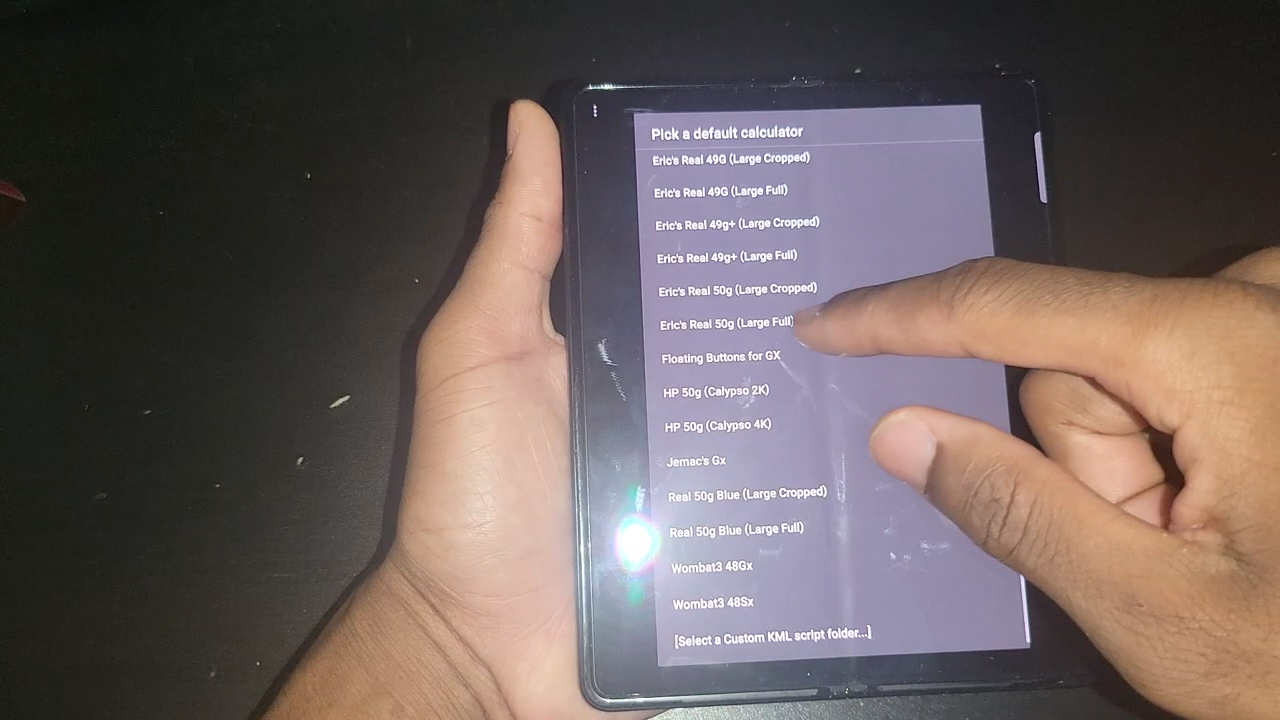 Pick a default calculator
Eric's Real 49G (Large Cropped)
Eric's Real 49G (Large Full)
Eric's Real 49g+ (Large Cropped)
Eric's Real 49g+ (Large Full)
Eric's Real 50g (Large Cropped)
Eric's Real 50g (Large Full)
Floating Buttons for GX
HP 50g (Calypso 2K)
HP 50g (Calypso 4K)
Jemac's Gx
Real 50g Blue (Large Cropped)
Real 50g Blue (Large Full)
Wombat3 48Gx
Wombat3 48Sx
[Select a Custom KML script folder...]